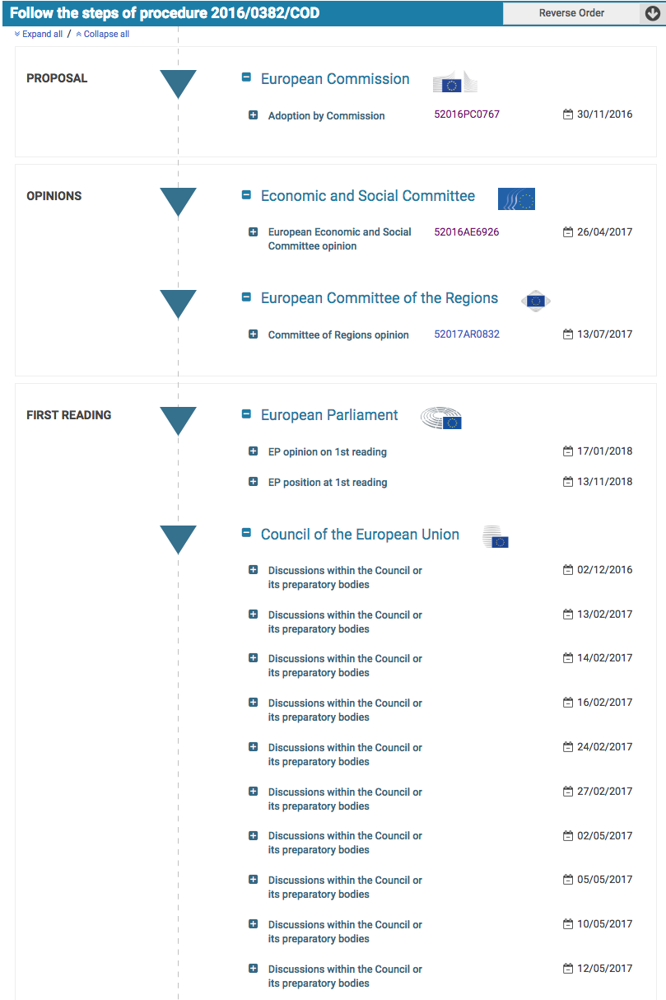 Follow the steps of procedure 2016/0382/COD
Reverse Order
Expand all / Collapse all
PROPOSAL
European Commission
Adoption by Commission 52016PC0767 30/11/2016
OPINIONS
Economic and Social Committee
European Economic and Social 52016AE6926 26/04/2017
Committee opinion
European Committee of the Regions
Committee of Regions opinion 52017AR0832 13/07/2017
FIRST READING
European Parliament
EP opinion on 1st reading 17/01/2018
EP position at 1st reading 13/11/2018
Council of the European Union
Discussions within the Council or 02/12/2016
its preparatory bodies
Discussions within the Council or 13/02/2017
its preparatory bodies
Discussions within the Council or 14/02/2017
its preparatory bodies
Discussions within the Council or 16/02/2017
its preparatory bodies
Discussions within the Council or 24/02/2017
its preparatory bodies
Discussions within the Council or 27/02/2017
its preparatory bodies
Discussions within the Council or 02/05/2017
its preparatory bodies
Discussions within the Council or 05/05/2017
its preparatory bodies
Discussions within the Council or 10/05/2017
its preparatory bodies
Discussions within the Council or 12/05/2017
its preparatory bodies